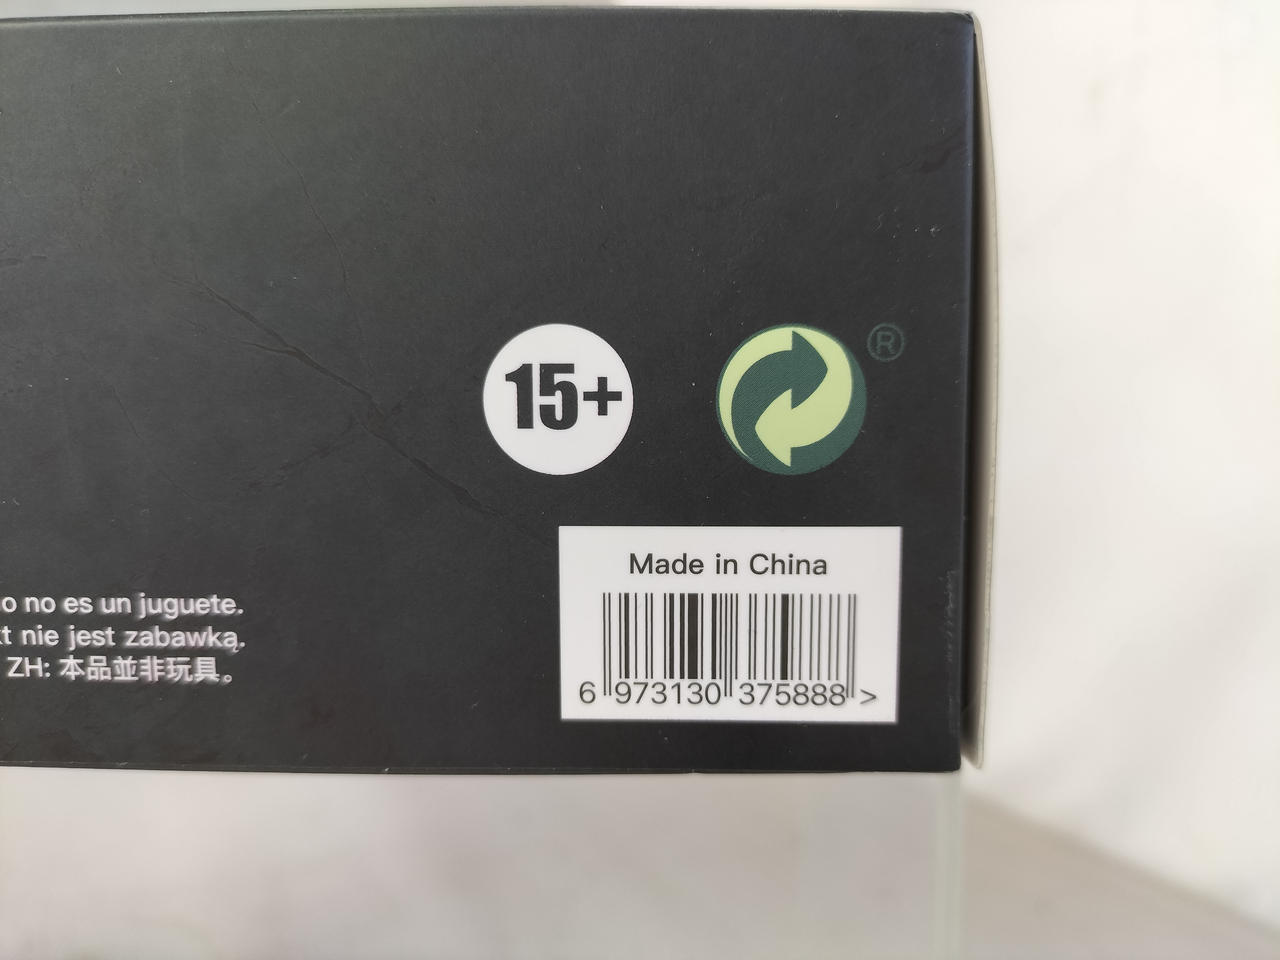 15+
®
Made in China
6 973130 375888 >
o no es un juguete.
kt nie jest zabawką.
ZH: 本品並非玩具。